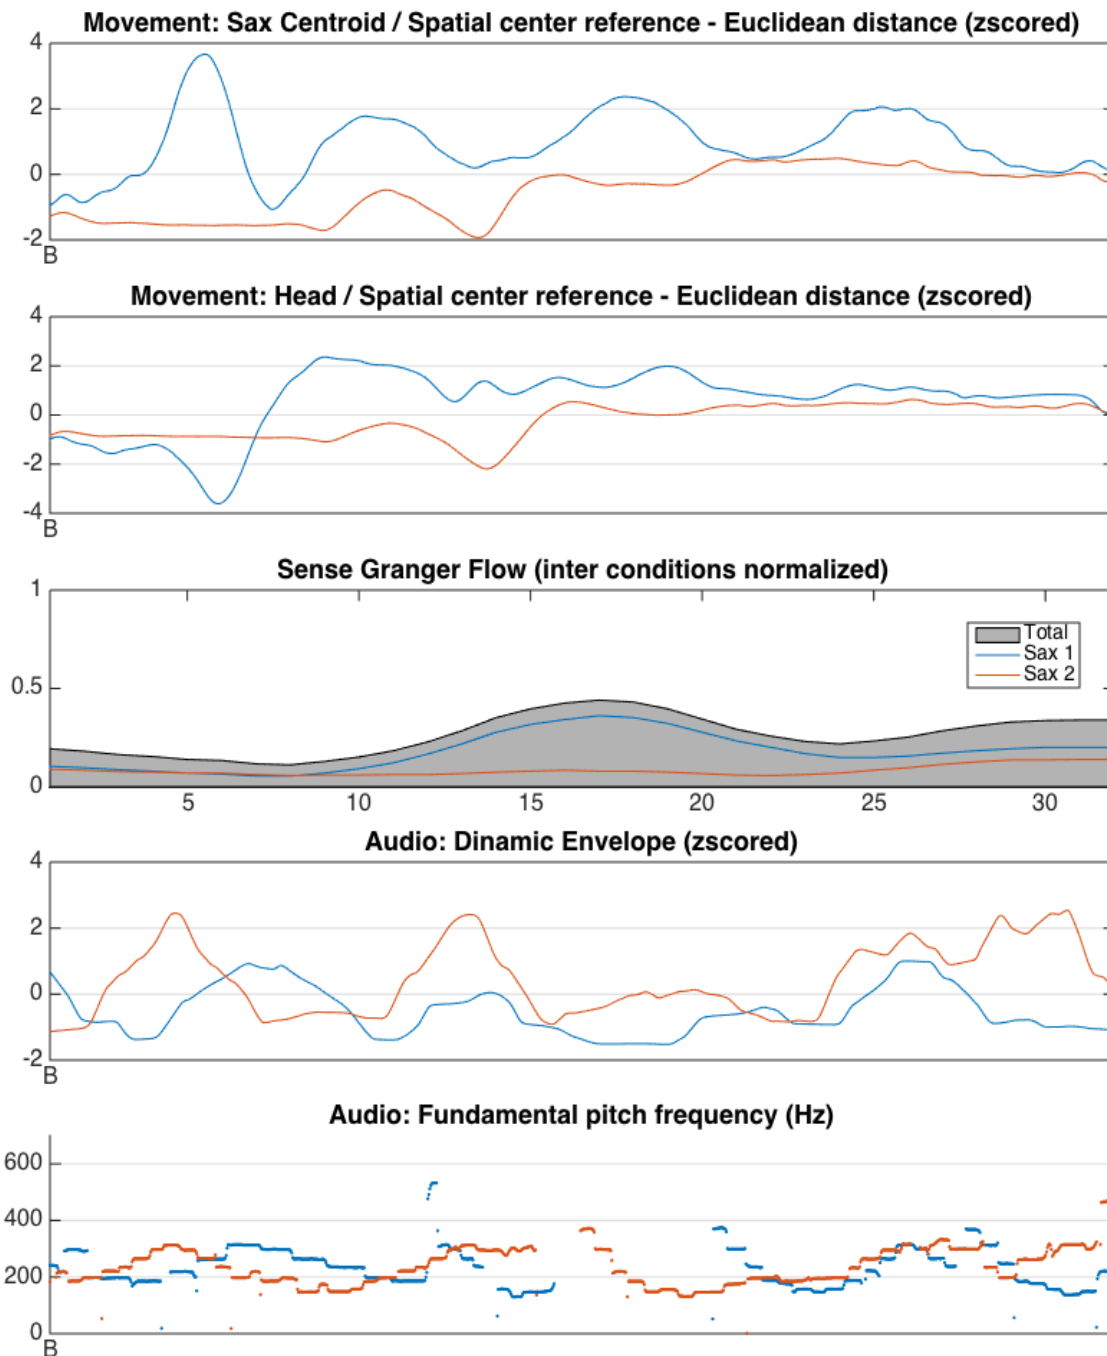 Movement: Sax Centroid / Spatial center reference - Euclidean distance (zscored)
4
2
0
-2
B
Movement: Head / Spatial center reference - Euclidean distance (zscored)
4
2
0
-2
-4
B
Sense Granger Flow (inter conditions normalized)
1
0.5
0
Total
Sax 1
Sax 2
5 10 15 20 25 30
Audio: Dinamic Envelope (zscored)
4
2
0
-2
B
Audio: Fundamental pitch frequency (Hz)
600
400
200
0
B